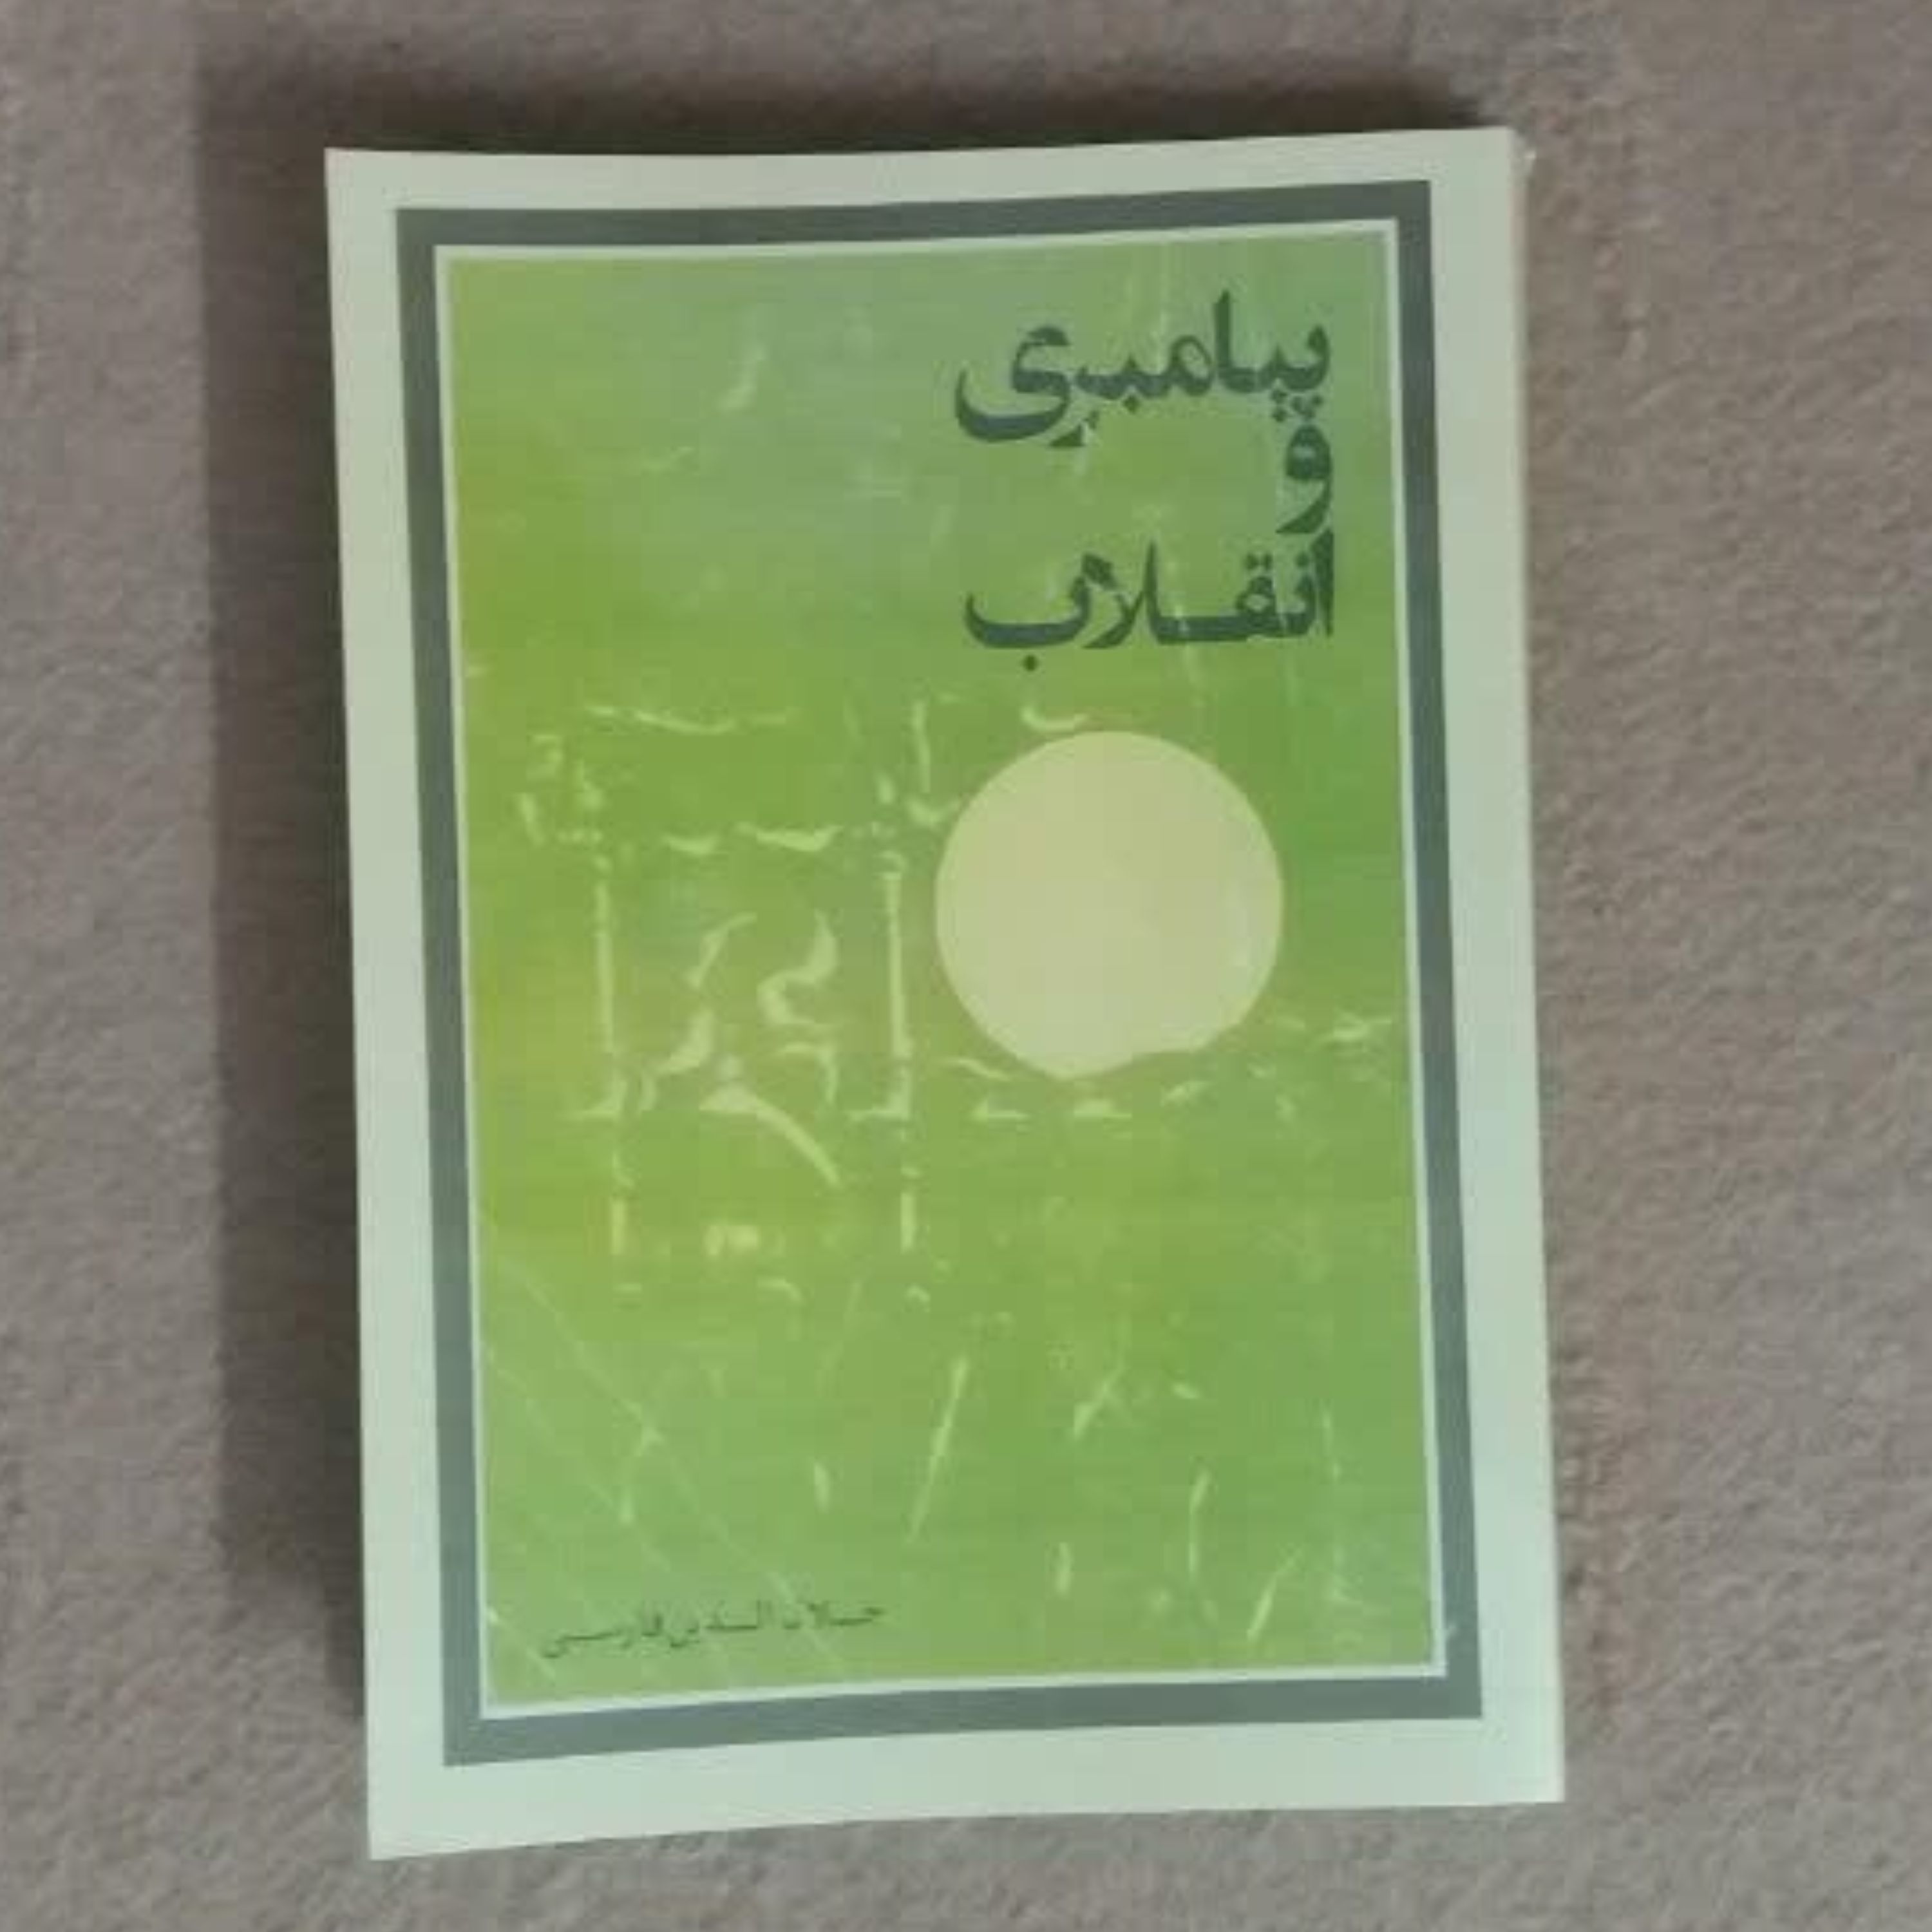 پیامبری
و
انقلاب
جلال الدین فارسی